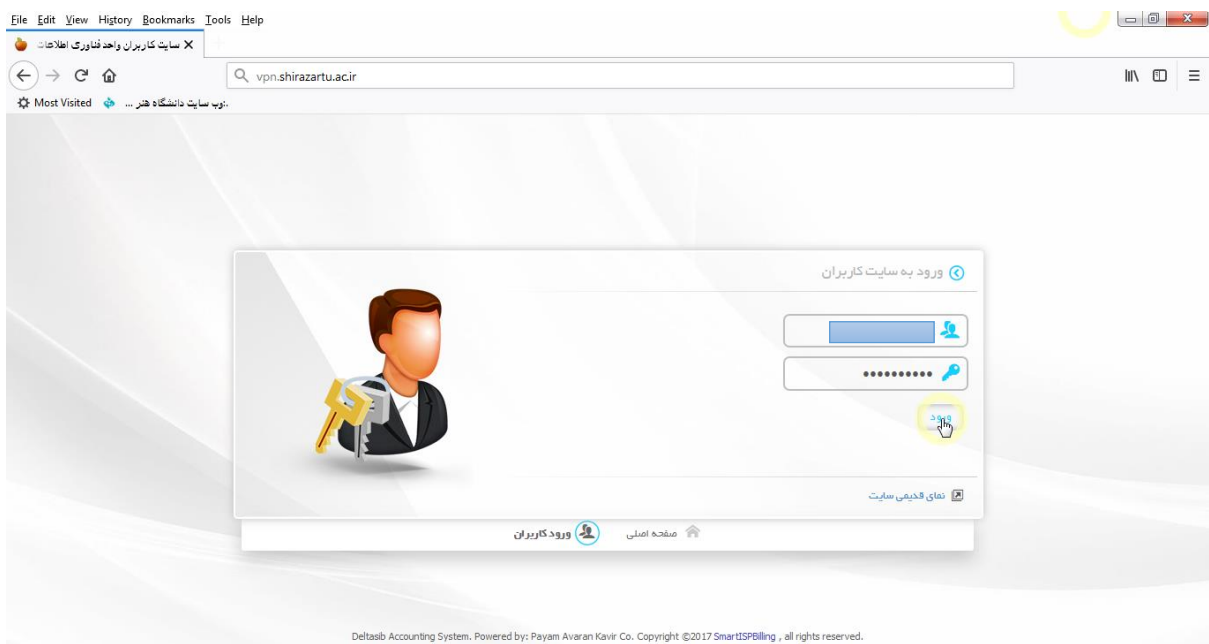 File Edit View History Bookmarks Tools Help
سایت کاربران واحد فناوری اطلاعات
vpn.shirazartu.ac.ir
Most Visited
.:وب سایت دانشگاه هنر ...
ورود به سایت کاربران
••••••••••
ورود
نمای قدیمی سایت
صفحه اصلی
ورود کاربران
Deltasib Accounting System. Powered by: Payam Avaran Kavir Co. Copyright ©2017 SmartISPBilling , all rights reserved.